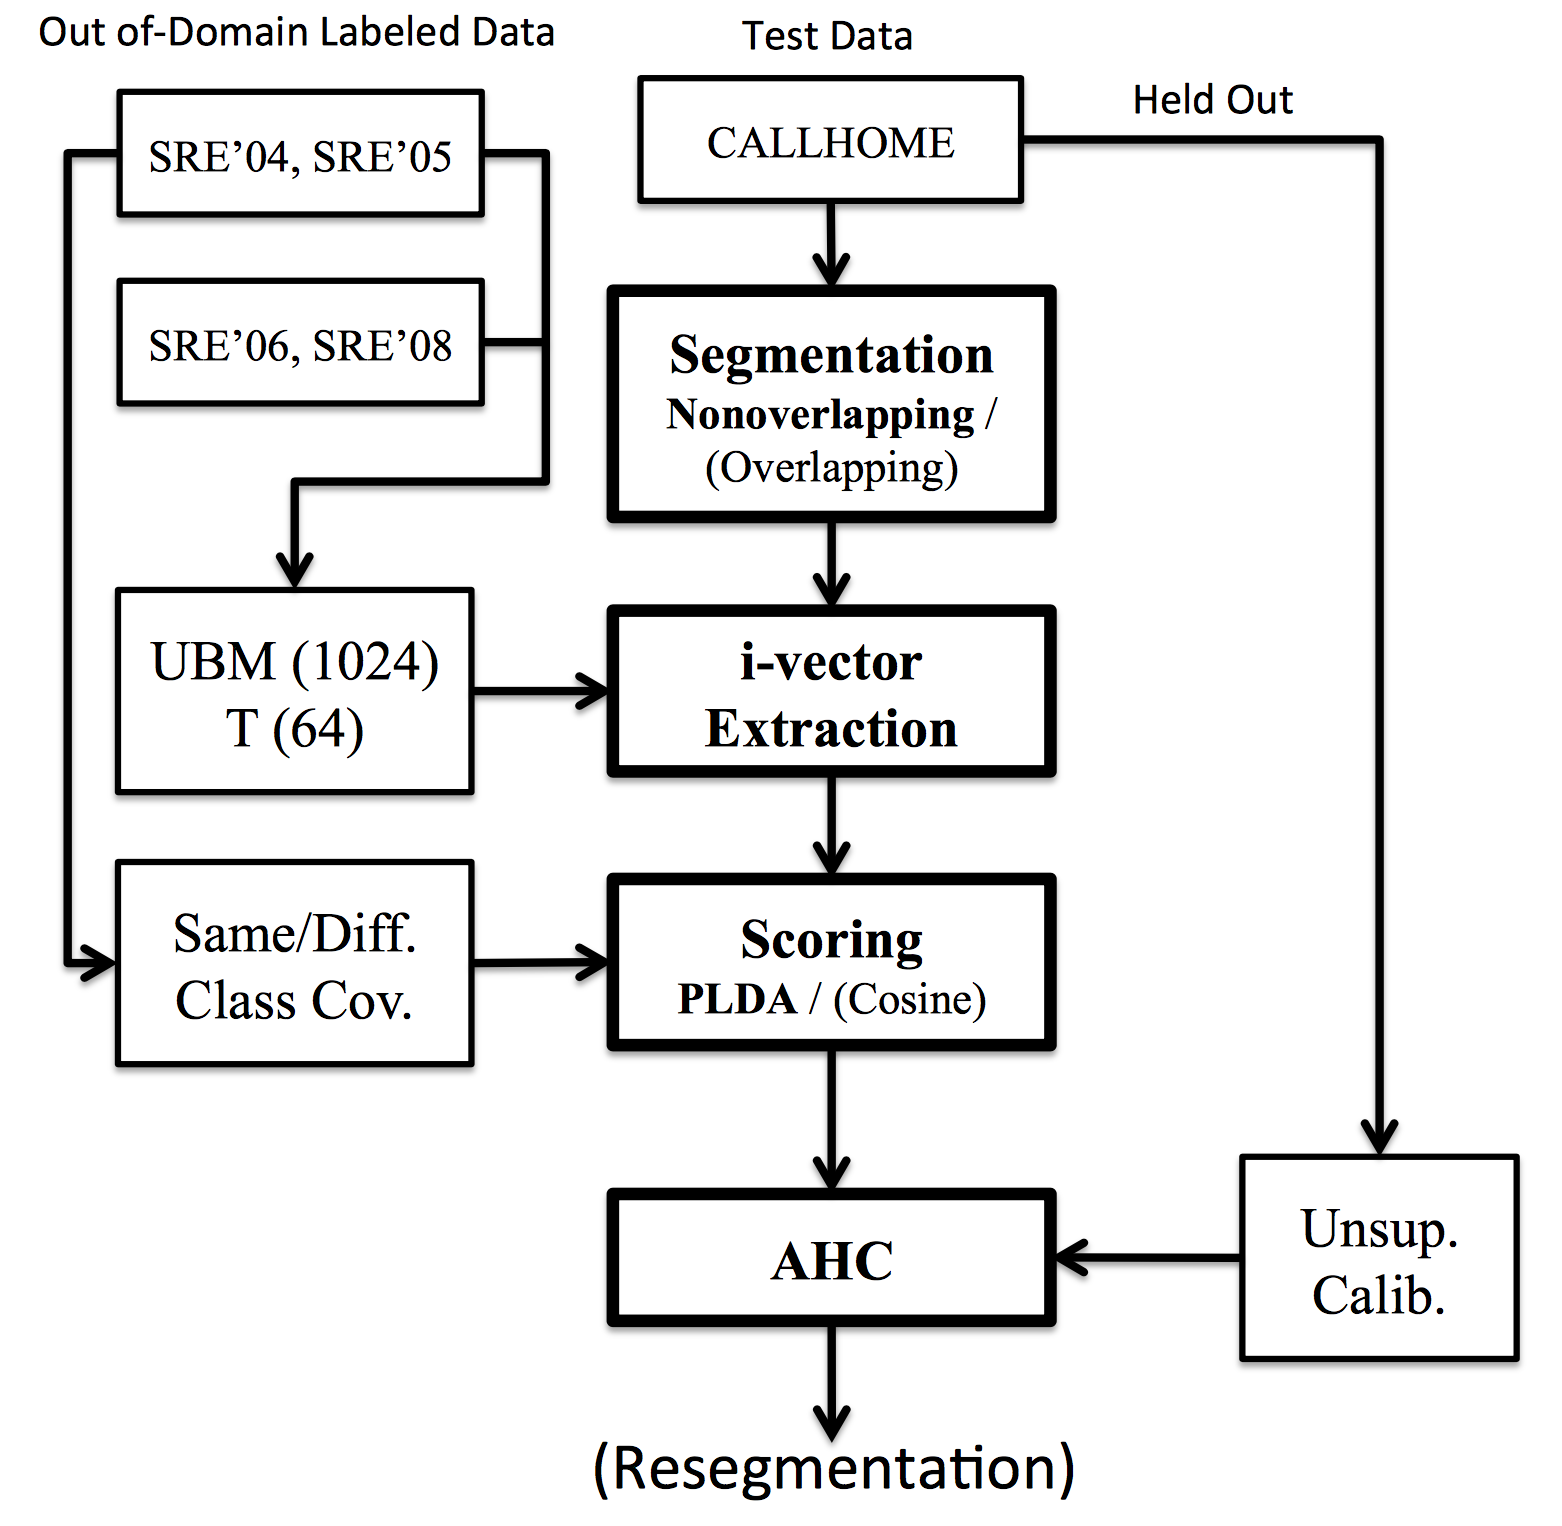 Out of-Domain Labeled Data
Test Data
Held Out
SRE’04, SRE’05
CALLHOME
SRE’06, SRE’08
Segmentation
Nonoverlapping /
(Overlapping)
UBM (1024)
T (64)
i-vector
Extraction
Same/Diff.
Class Cov.
Scoring
PLDA / (Cosine)
AHC
Unsup.
Calib.
(Resegmentation)